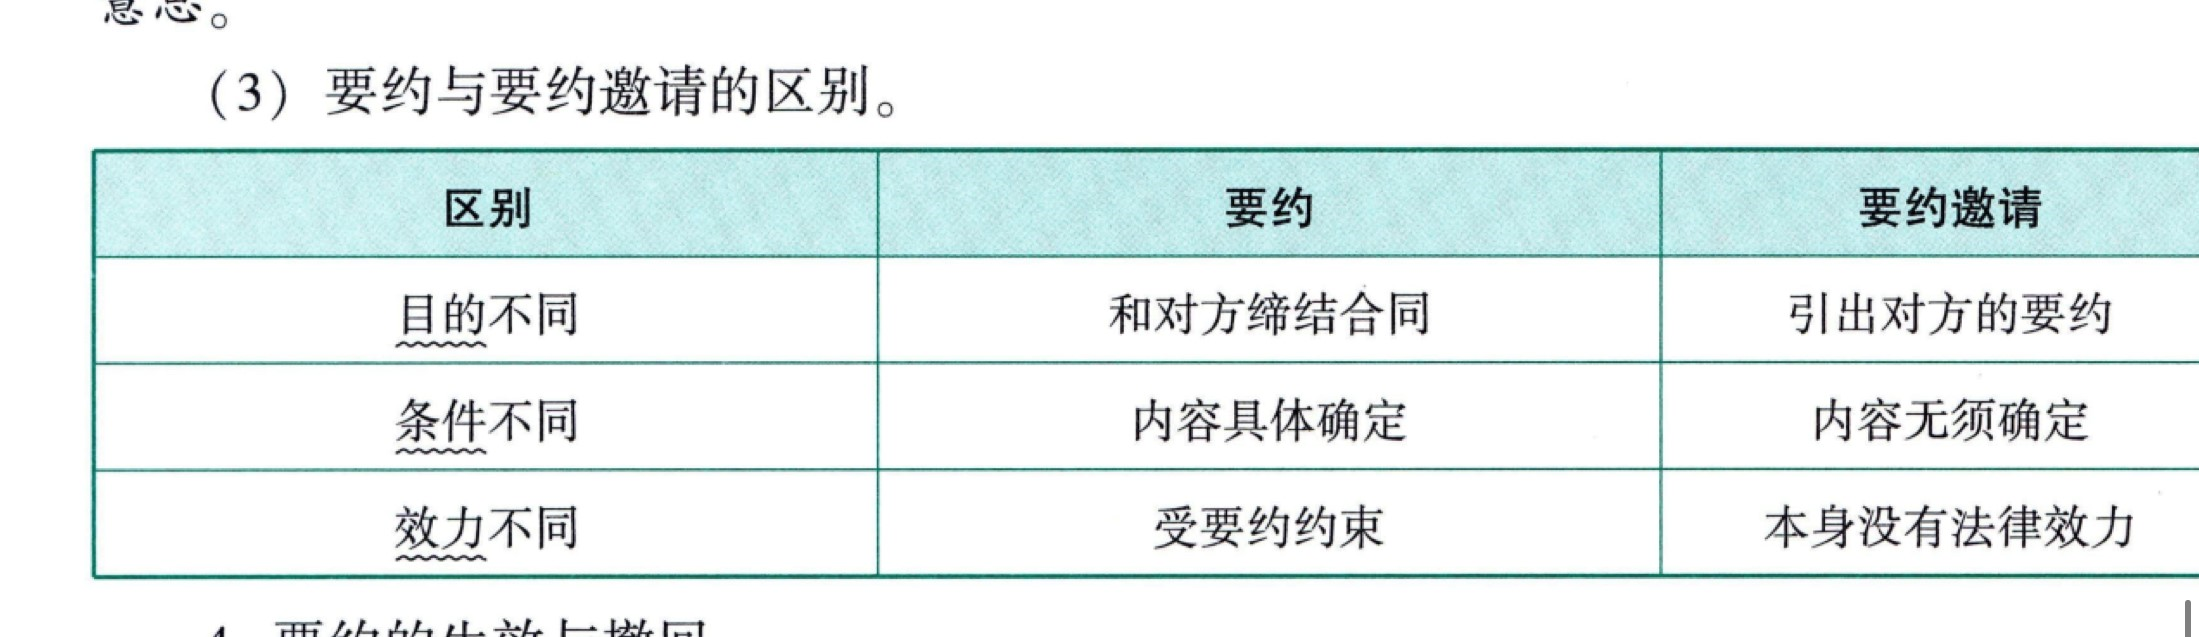 意思。
（3）要约与要约邀请的区别。
区别 要约 要约邀请
目的不同 和对方缔结合同 引出对方的要约
条件不同 内容具体确定 内容无须确定
效力不同 受要约约束 本身没有法律效力
4. 要约的生效与撤回